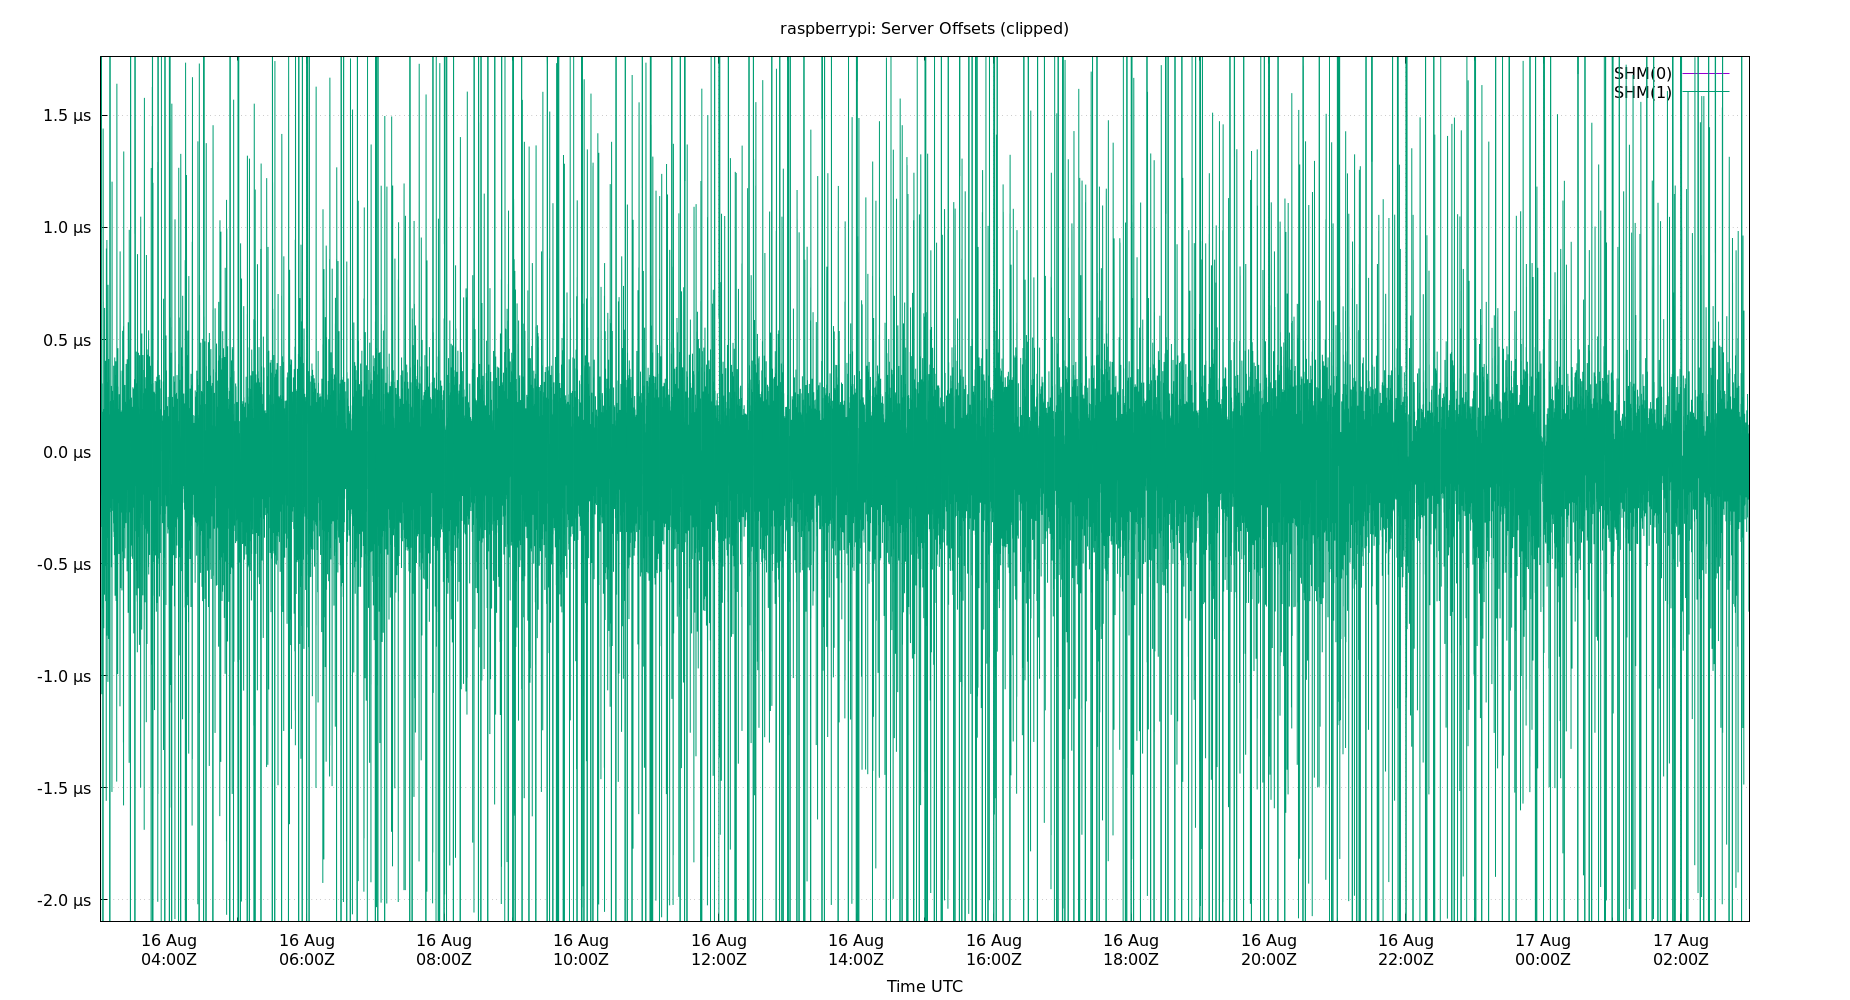 raspberrypi: Server Offsets (clipped)
SHM(0)
SHM(1)
1.5 μs
1.0 μs
0.5 μs
0.0 μs
-0.5 μs
-1.0 μs
-1.5 μs
-2.0 μs
16 Aug 16 Aug 16 Aug 16 Aug 16 Aug 16 Aug 16 Aug 16 Aug 16 Aug 16 Aug 17 Aug 17 Aug
04:00Z 06:00Z 08:00Z 10:00Z 12:00Z 14:00Z 16:00Z 18:00Z 20:00Z 22:00Z 00:00Z 02:00Z
Time UTC